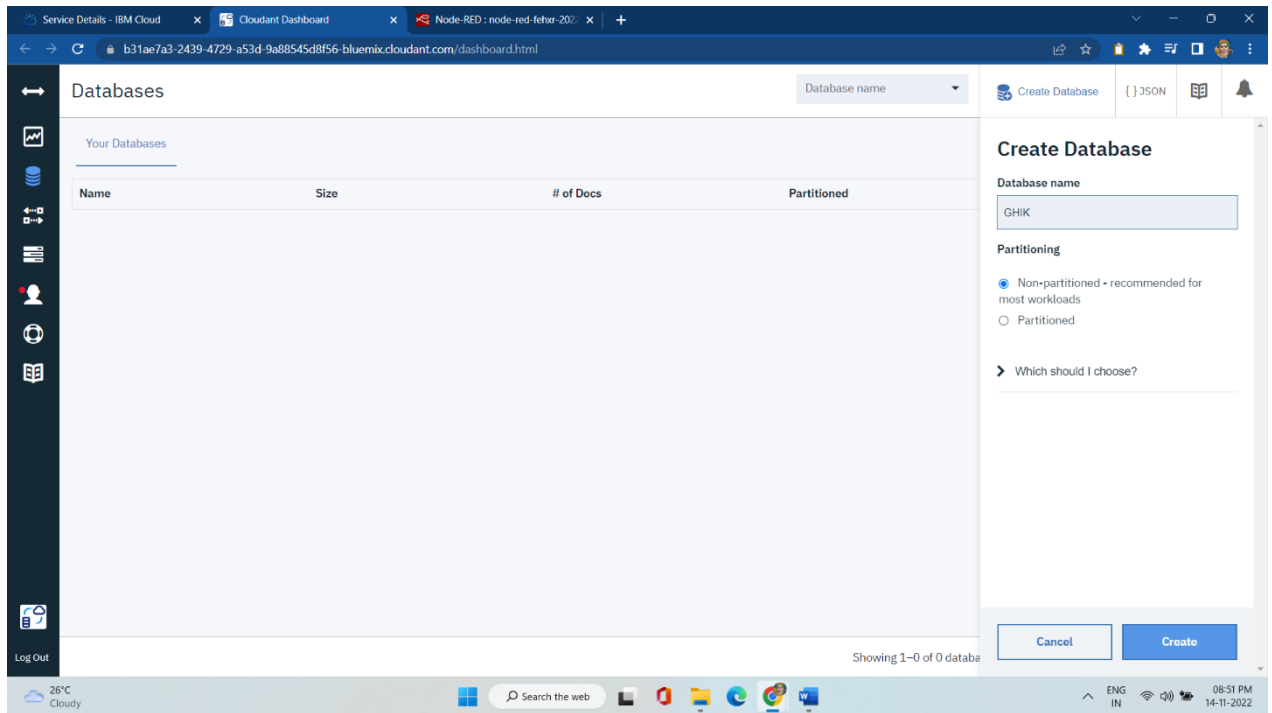 Service Details - IBM Cloud
Cloudant Dashboard
Node-RED : node-red-fehxr-202
b31ae7a3-2439-4729-a53d-9a88545d8f56-bluemix.cloudant.com/dashboard.html
Databases
Database name
Create Database
{ } JSON
Your Databases
Name Size # of Docs Partitioned
Create Database
Database name
GHIK
Partitioning
Non-partitioned - recommended for
most workloads
Partitioned
Which should I choose?
Cancel
Create
Log Out
Showing 1–0 of 0 databa
26°C
Cloudy
Search the web
ENG
IN
08:51 PM
14-11-2022